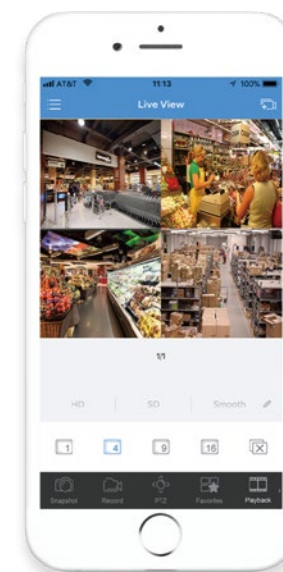 AT&T 11:13 100%
Live View
1/1
HD SD Smooth
1 4 9 16
Snapshot Record PTZ Favorites Playback